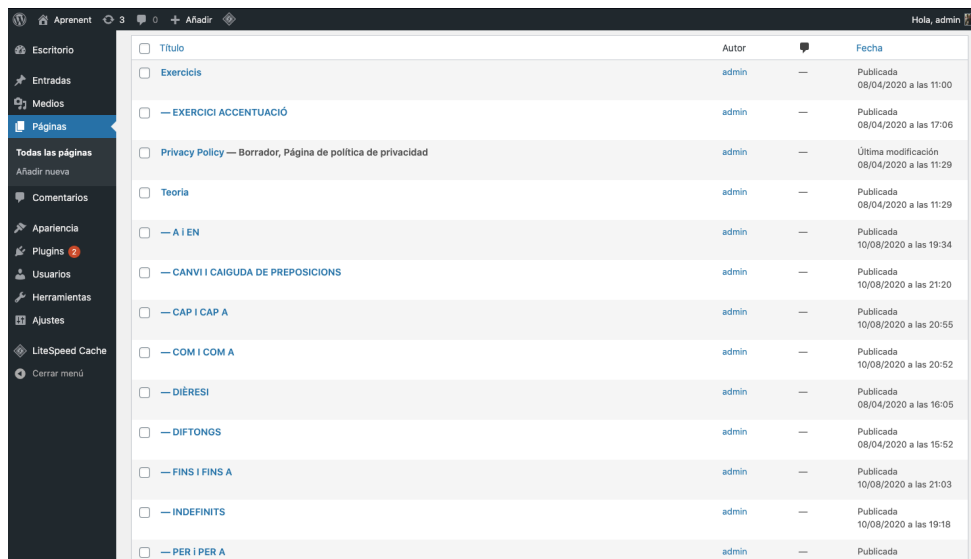 Aprenent 3 0 + Añadir Hola, admin
Escritorio
Entradas
Medios
Páginas
Todas las páginas
Añadir nueva
Comentarios
Apariencia
Plugins 2
Usuarios
Herramientas
Ajustes
LiteSpeed Cache
Cerrar menú
Título Autor Fecha
Exercicis admin — Publicada
08/04/2020 a las 11:00
— EXERCICI ACCENTUACIÓ admin — Publicada
08/04/2020 a las 17:06
Privacy Policy — Borrador, Página de política de privacidad admin — Última modificación
08/04/2020 a las 11:29
Teoria admin — Publicada
08/04/2020 a las 11:29
— A i EN admin — Publicada
10/08/2020 a las 19:34
— CANVI I CAIGUDA DE PREPOSICIONS admin — Publicada
10/08/2020 a las 21:20
— CAP I CAP A admin — Publicada
10/08/2020 a las 20:55
— COM I COM A admin — Publicada
10/08/2020 a las 20:52
— DIÈRESI admin — Publicada
08/04/2020 a las 16:05
— DIFTONGS admin — Publicada
08/04/2020 a las 15:52
— FINS I FINS A admin — Publicada
10/08/2020 a las 21:03
— INDEFINITS admin — Publicada
10/08/2020 a las 19:18
— PER i PER A admin — Publicada